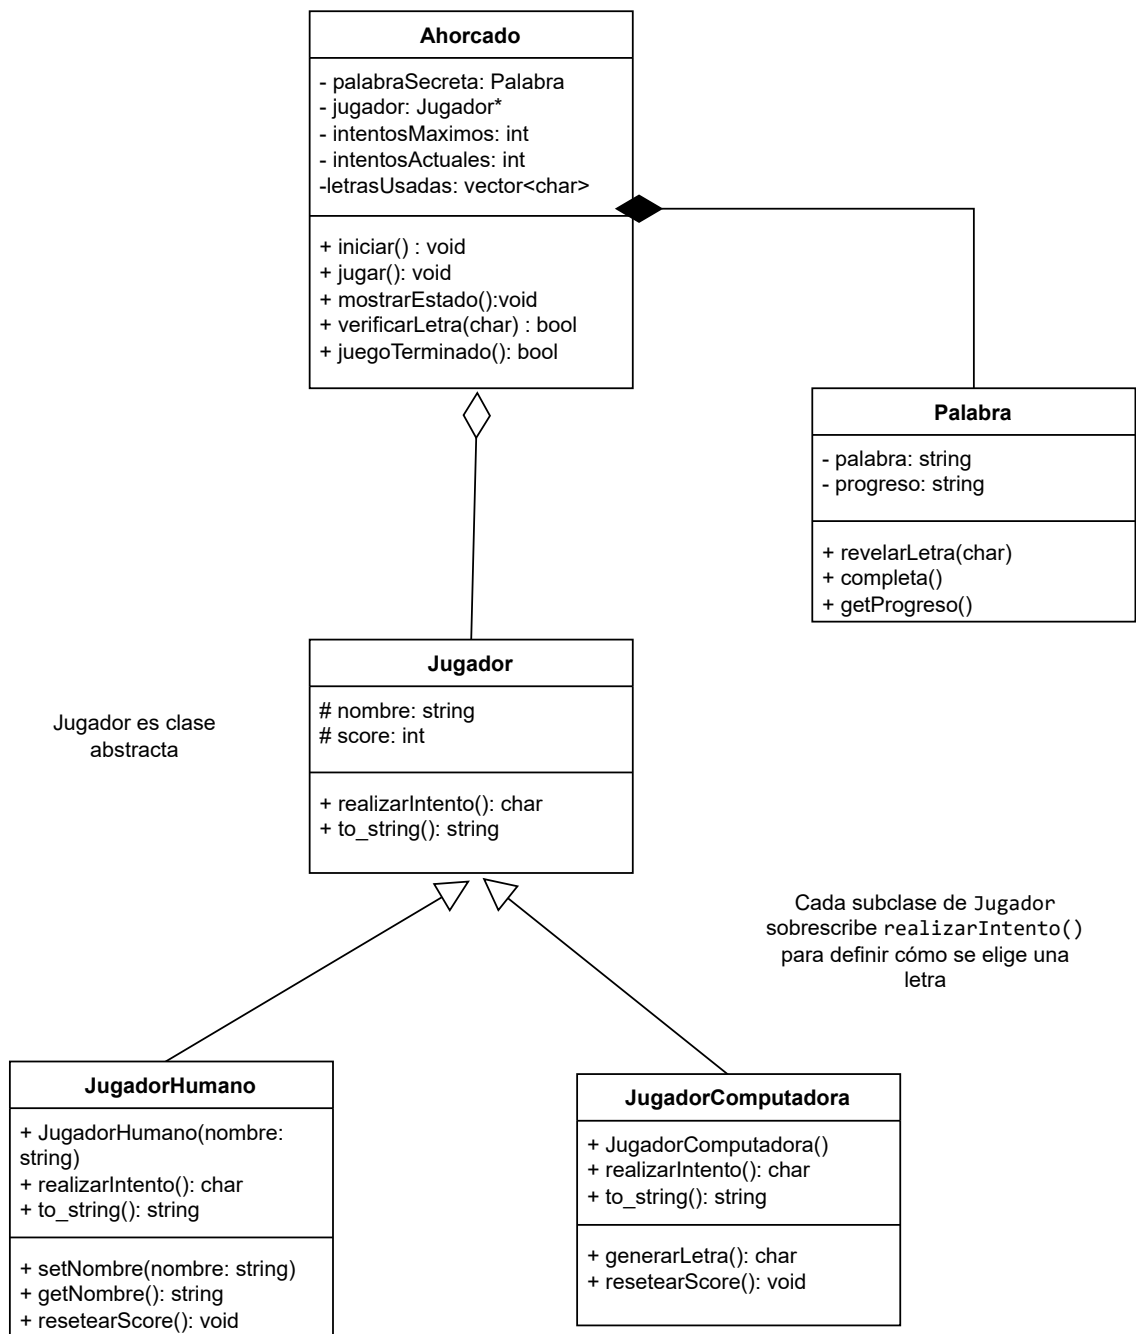 Ahorcado
- palabraSecreta: Palabra
- jugador: Jugador*
- intentosMaximos: int
- intentosActuales: int
-letrasUsadas: vector<char>
+ iniciar() : void
+ jugar(): void
+ mostrarEstado():void
+ verificarLetra(char) : bool
+ juegoTerminado(): bool
Palabra
- palabra: string
- progreso: string
+ revelarLetra(char)
+ completa()
+ getProgreso()
Jugador
# nombre: string
# score: int
+ realizarIntento(): char
+ to_string(): string
Jugador es clase
abstracta
Cada subclase de Jugador
sobrescribe realizarIntento()
para definir cómo se elige una
letra
JugadorHumano
+ JugadorHumano(nombre:
string)
+ realizarIntento(): char
+ to_string(): string
+ setNombre(nombre: string)
+ getNombre(): string
+ resetearScore(): void
JugadorComputadora
+ JugadorComputadora()
+ realizarIntento(): char
+ to_string(): string
+ generarLetra(): char
+ resetearScore(): void